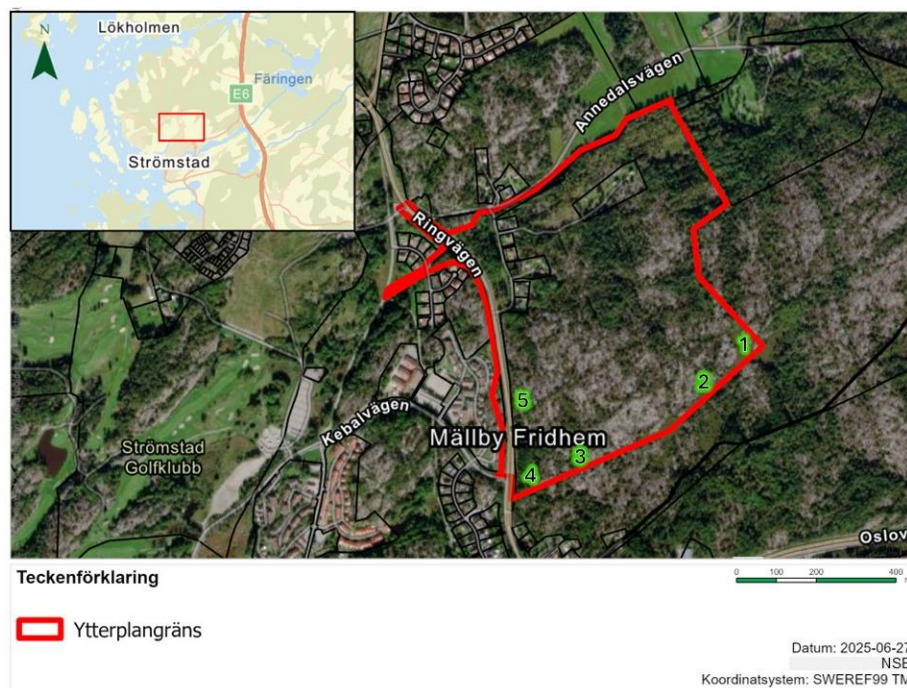 N
Lökholmen
Färingen
E6
Strömstad
Annedalsvägen
Ringvägen
1
2
5
Kebalvägen
Mällby Fridhem
Strömstad
Golfklubb
3
4
Teckenförklaring
0 100 200 400
Ytterplangräns
Datum: 2025-06-27
NSE
Koordinatsystem: SWEREF99 TM